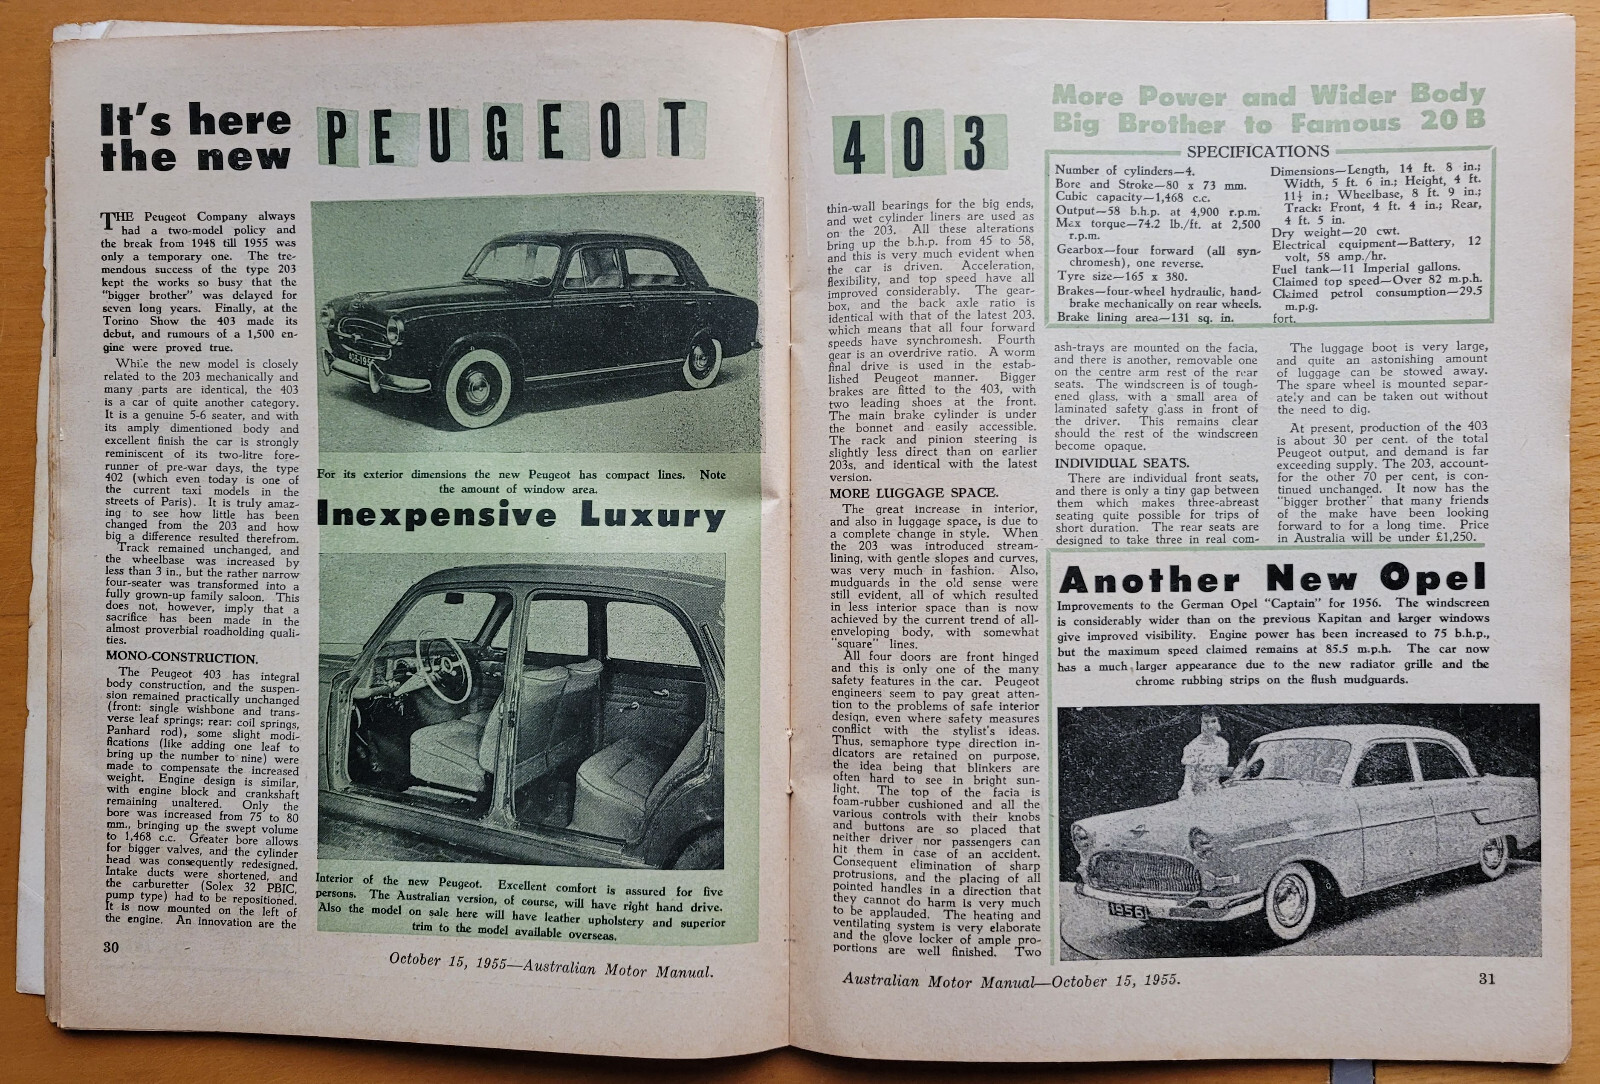 It's here
the new
PEUGEOT
THE Peugeot Company always
had a two-model policy and
the break from 1948 till 1955 was
only a temporary one. The tre-
mendous success of the type 203
kept the works so busy that the
"bigger brother" was delayed for
seven long years. Finally, at the
Torino Show the 403 made its
debut, and rumours of a 1,500 en-
gine were proved true.
While the new model is closely
related to the 203 mechanically and
many parts are identical, the 403
is a car of quite another category.
It is a genuine 5-6 seater, and with
its amply dimentioned body and
excellent finish the car is strongly
reminiscent of its two-litre fore-
runner of pre-war days, the type
402 (which even today is one of
the current taxi models in the
streets of Paris). It is truly amaz-
ing to see how little has been
changed from the 203 and how
big a difference resulted therefrom.
Track remained unchanged, and
the wheelbase was increased by
less than 3 in., but the rather narrow
four-seater was transformed into a
fully grown-up family saloon. This
does not, however, imply that a
sacrifice has been made in the
almost proverbial roadholding quali-
ties.
MONO-CONSTRUCTION.
The Peugeot 403 has integral
body construction, and the suspen-
sion remained practically unchanged
(front: single wishbone and trans-
verse leaf springs; rear: coil springs,
Panhard rod), some slight modi-
fications (like adding one leaf to
bring up the number to nine) were
made to compensate the increased
weight. Engine design is similar,
with engine block and crankshaft
remaining unaltered. Only the
bore was increased from 75 to 80
mm., bringing up the swept volume
to 1,468 c.c. Greater bore allows
for bigger valves, and the cylinder
head was consequently redesigned.
Intake ducts were shortened, and
the carburetter (Solex 32 PBIC,
pump type) had to be repositioned.
It is now mounted on the left of
the engine. An innovation are the
For its exterior dimensions the new Peugeot has compact lines. Note
the amount of window area.
Inexpensive Luxury
Interior of the new Peugeot. Excellent comfort is assured for five
persons. The Australian version, of course, will have right hand drive.
Also the model on sale here will have leather upholstery and superior
trim to the model available overseas.
30
October 15, 1955—Australian Motor Manual.
403
More Power and Wider Body
Big Brother to Famous 20B
thin-wall bearings for the big ends,
and wet cylinder liners are used as
on the 203. All these alterations
bring up the b.h.p. from 45 to 58,
and this is very much evident when
the car is driven. Acceleration,
flexibility, and top speed have all
improved considerably. The gear-
box, and the back axle ratio is
identical with that of the latest 203,
which means that all four forward
speeds have synchromesh. Fourth
gear is an overdrive ratio. A worm
final drive is used in the estab-
lished Peugeot manner. Bigger
brakes are fitted to the 403, with
two leading shoes at the front.
The main brake cylinder is under
the bonnet and easily accessible.
The rack and pinion steering is
slightly less direct than on earlier
203s, and identical with the latest
version.
MORE LUGGAGE SPACE.
The great increase in interior,
and also in luggage space, is due to
a complete change in style. When
the 203 was introduced stream-
lining, with gentle slopes and curves,
was very much in fashion. Also,
mudguards in the old sense were
still evident, all of which resulted
in less interior space than is now
achieved by the current trend of all-
enveloping body, with somewhat
"square" lines.
All four doors are front hinged
and this is only one of the many
safety features in the car. Peugeot
engineers seem to pay great atten-
tion to the problems of safe interior
design, even where safety measures
conflict with the stylist's ideas.
Thus, semaphore type direction in-
dicators are retained on purpose,
the idea being that blinkers are
often hard to see in bright sun-
light. The top of the facia is
foam-rubber cushioned and all the
various controls with their knobs
and buttons are so placed that
neither driver nor passengers can
hit them in case of an accident.
Consequent elimination of sharp
protrusions, and the placing of all
pointed handles in a direction that
they cannot do harm is very much
to be applauded. The heating and
ventilating system is very elaborate
and the glove locker of ample pro-
portions are well finished. Two
SPECIFICATIONS
Number of cylinders—4.
Bore and Stroke—80 x 73 mm.
Cubic capacity—1,468 c.c.
Output—58 b.h.p. at 4,900 r.p.m.
Max torque—74.2 lb./ft. at 2,500
r.p.m.
Gearbox—four forward (all syn-
chromesh), one reverse.
Tyre size—165 x 380.
Brakes—four-wheel hydraulic, hand-
brake mechanically on rear wheels.
Brake lining area—131 sq. in.
Dimensions—Length, 14 ft. 8 in.;
Width, 5 ft. 6 in.; Height, 4 ft.
11½ in.; Wheelbase, 8 ft. 9 in.;
Track: Front, 4 ft. 4 in.; Rear,
4 ft. 5 in.
Dry weight—20 cwt.
Electrical equipment—Battery, 12
volt, 58 amp./hr.
Fuel tank—11 Imperial gallons.
Claimed top speed—Over 82 m.p.h.
Claimed petrol consumption—29.5
m.p.g.
fort.
ash-trays are mounted on the facia,
and there is another, removable one
on the centre arm rest of the rear
seats. The windscreen is of tough-
ened glass, with a small area of
laminated safety glass in front of
the driver. This remains clear
should the rest of the windscreen
become opaque.
INDIVIDUAL SEATS.
There are individual front seats,
and there is only a tiny gap between
them which makes three-abreast
seating quite possible for trips of
short duration. The rear seats are
designed to take three in real com-
The luggage boot is very large,
and quite an astonishing amount
of luggage can be stowed away.
The spare wheel is mounted separ-
ately and can be taken out without
the need to dig.
At present, production of the 403
is about 30 per cent. of the total
Peugeot output, and demand is far
exceeding supply. The 203, account-
for the other 70 per cent, is con-
tinued unchanged. It now has the
"bigger brother" that many friends
of the make have been looking
forward to for a long time. Price
in Australia will be under £1,250.
Another New Opel
Improvements to the German Opel "Captain" for 1956. The windscreen
is considerably wider than on the previous Kapitan and larger windows
give improved visibility. Engine power has been increased to 75 b.h.p.,
but the maximum speed claimed remains at 85.5 m.p.h. The car now
has a much larger appearance due to the new radiator grille and the
chrome rubbing strips on the flush mudguards.
1956
Australian Motor Manual—October 15, 1955.
31